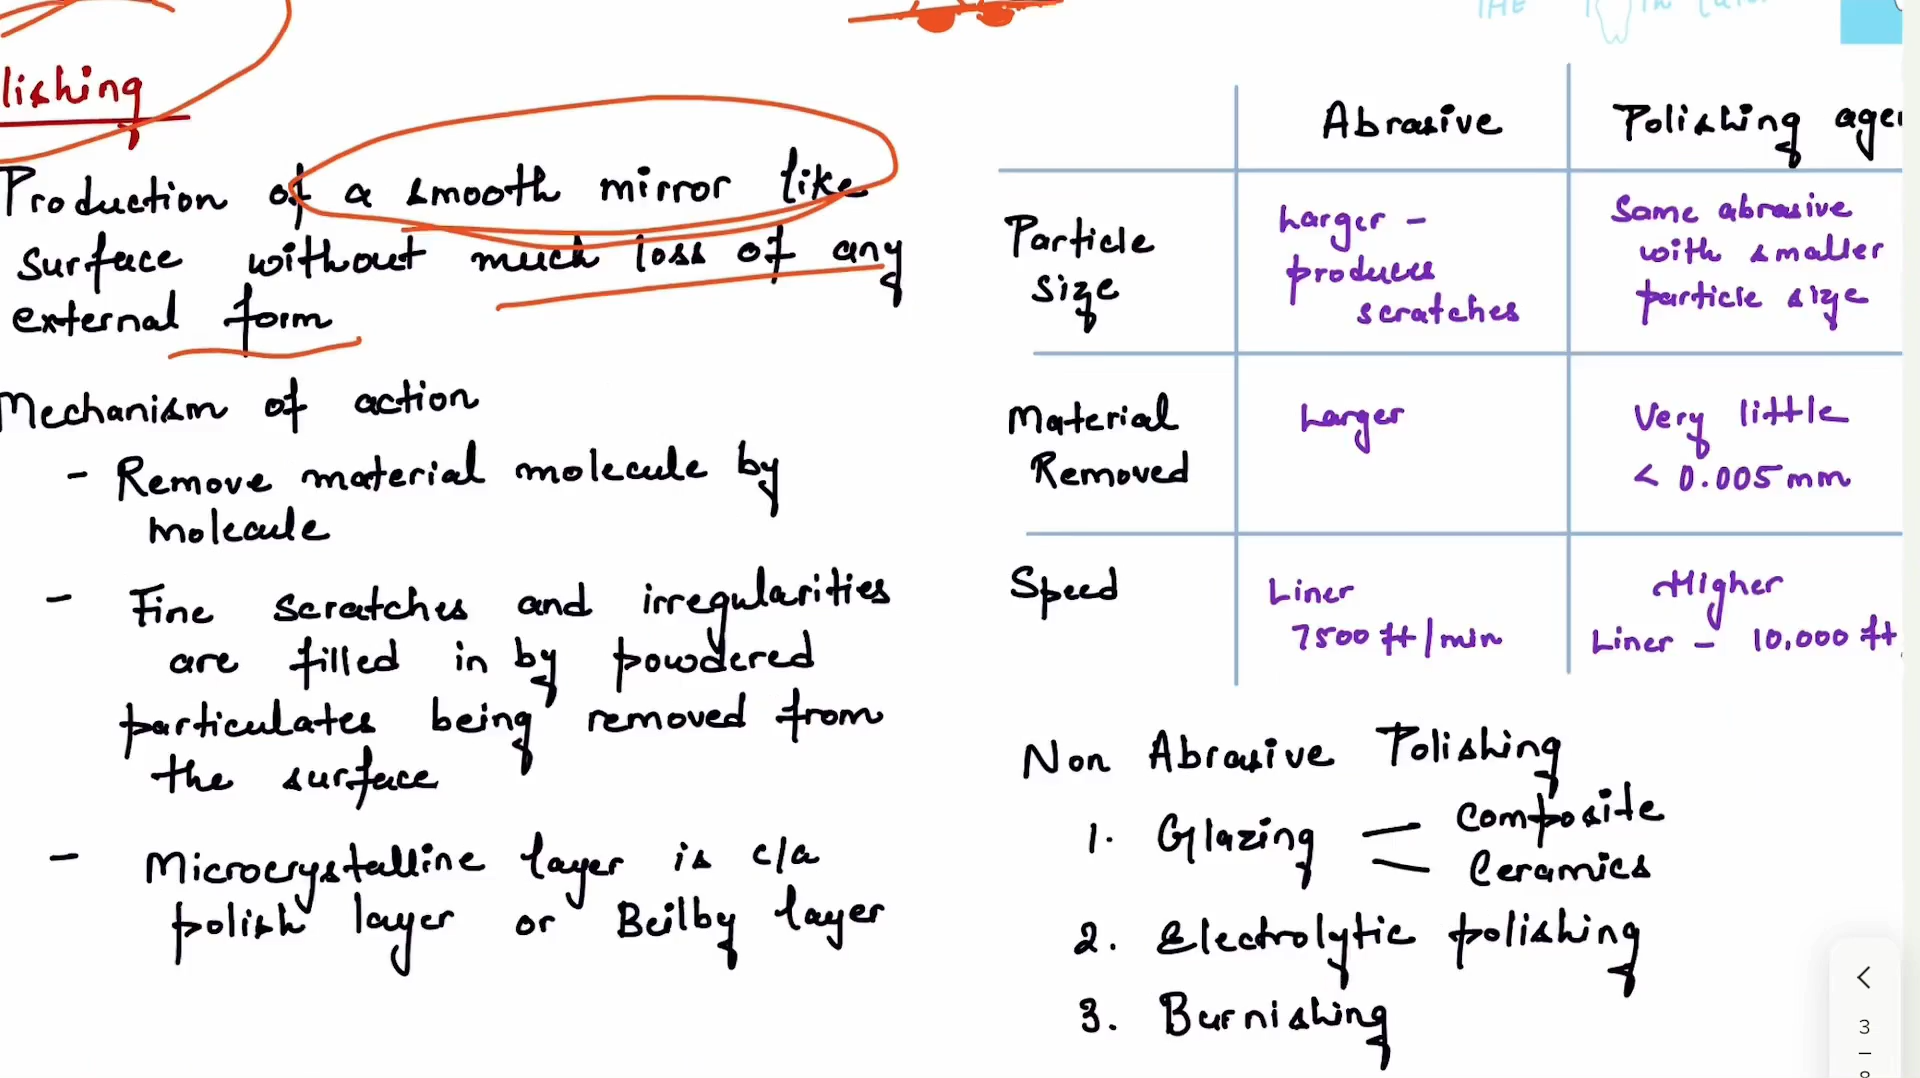 lishing
Production of a smooth mirror like
surface without much loss of any
external form
Mechanism of action
- Remove material molecule by
molecule
- Fine scratches and irregularities
are filled in by powdered
particulates being removed from
the surface
- Microcrystalline layer is c/a
polish layer or Beilby layer
THE
Abrasive Polishing agen
Particle size
Larger -
produces
scratches
Same abrasive
with smaller
particle size
Material
Removed
Larger
Very little
< 0.005 mm
Speed
Liner
7500 ft/min
Higher
Liner - 10,000 ft
Non Abrasive Polishing
1. Glazing — Composite
— Ceramics
2. Electrolytic polishing
3. Burnishing
3